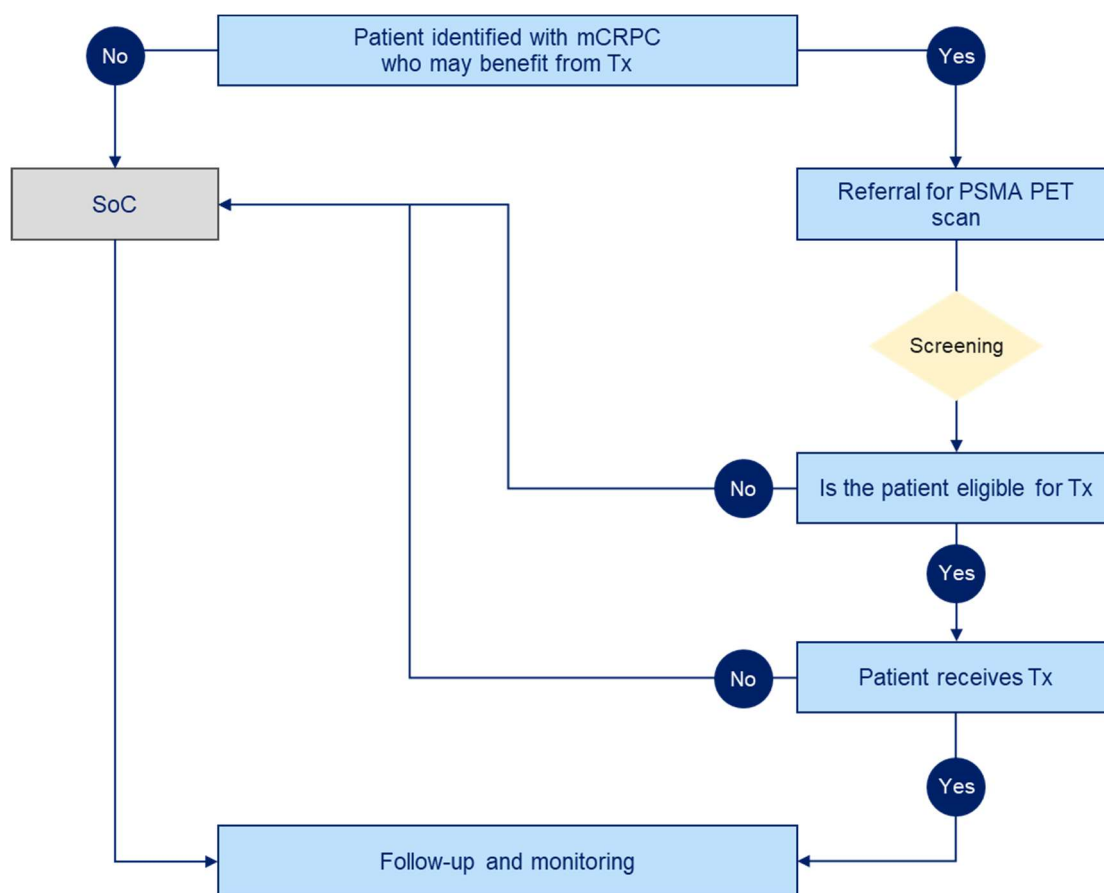 Patient identified with mCRPC
who may benefit from Tx
No
Yes
SoC
Referral for PSMA PET
scan
Screening
No
Is the patient eligible for Tx
Yes
No
Patient receives Tx
Yes
Follow-up and monitoring